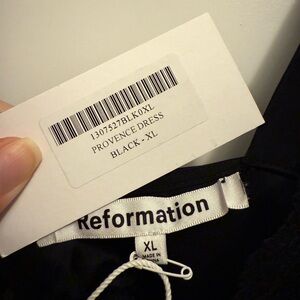 1307527BLK0XL
PROVENCE DRESS
BLACK - XL
Reformation
XL
MADE IN